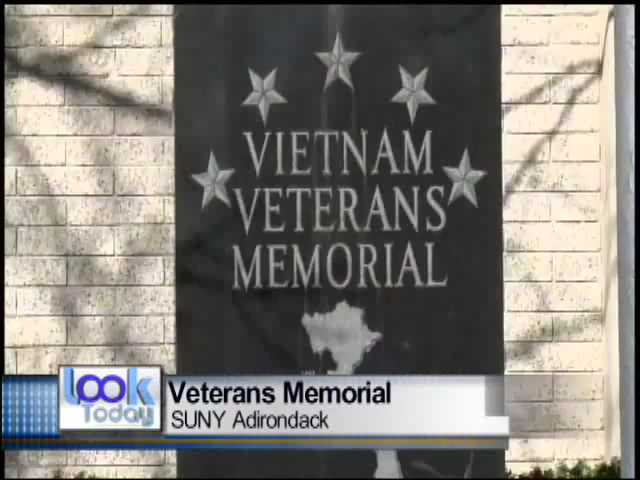 VIETNAM
VETERANS
MEMORIAL
Look
Today
Veterans Memorial
SUNY Adirondack